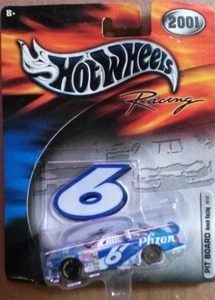 8+
2001
HOT WHEELS
Racing
6
Pfizer
6
PIT BOARD